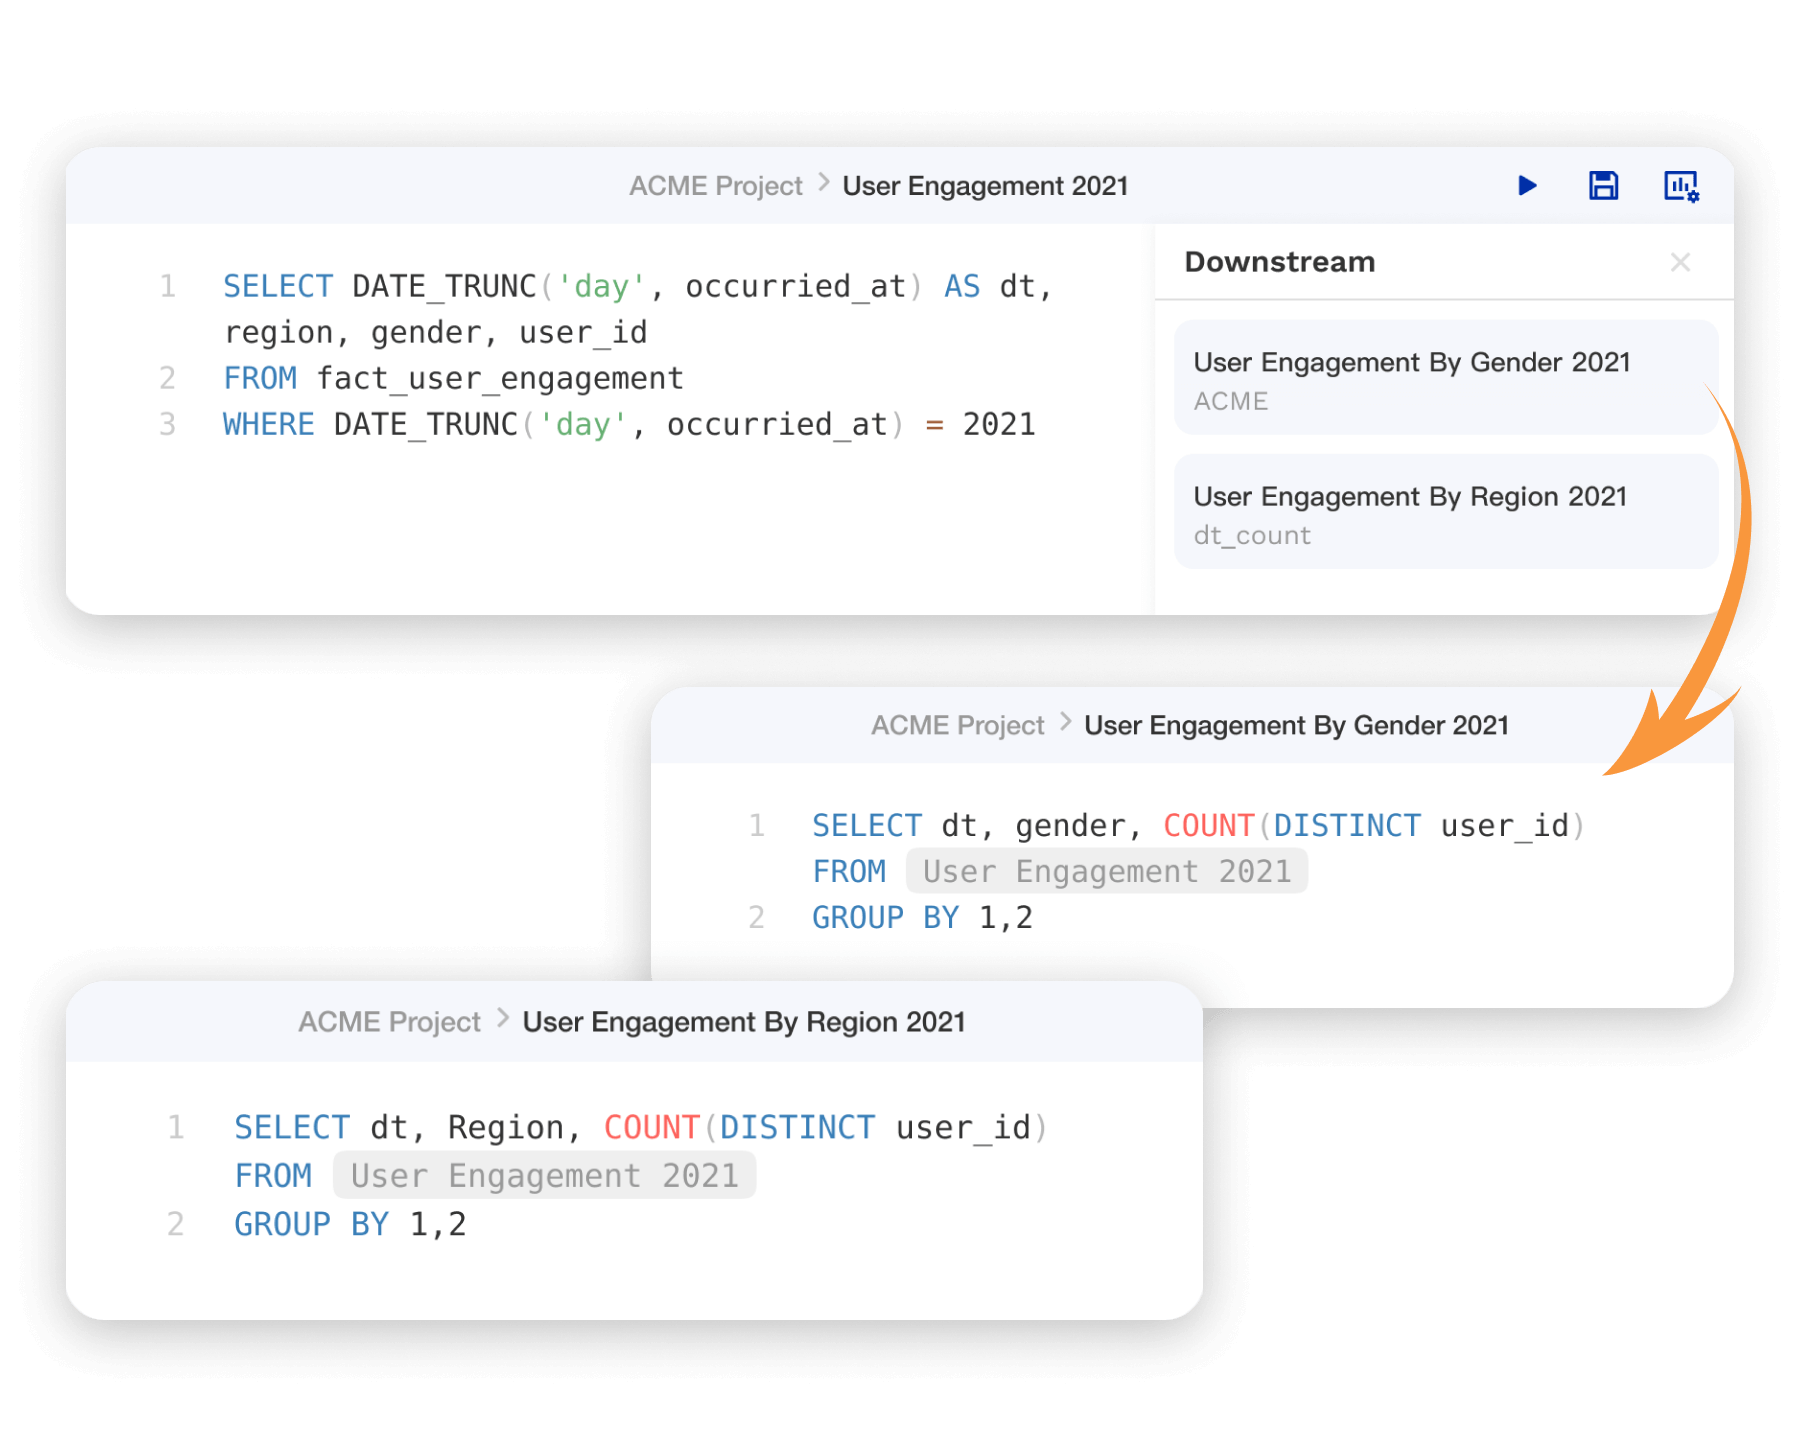 ACME Project > User Engagement 2021
1 SELECT DATE_TRUNC('day', occurried_at) AS dt,
region, gender, user_id
2 FROM fact_user_engagement
3 WHERE DATE_TRUNC('day', occurried_at) = 2021
Downstream
User Engagement By Gender 2021
ACME
User Engagement By Region 2021
dt_count
ACME Project > User Engagement By Gender 2021
1 SELECT dt, gender, COUNT(DISTINCT user_id)
FROM User Engagement 2021
2 GROUP BY 1,2
ACME Project > User Engagement By Region 2021
1 SELECT dt, Region, COUNT(DISTINCT user_id)
FROM User Engagement 2021
2 GROUP BY 1,2